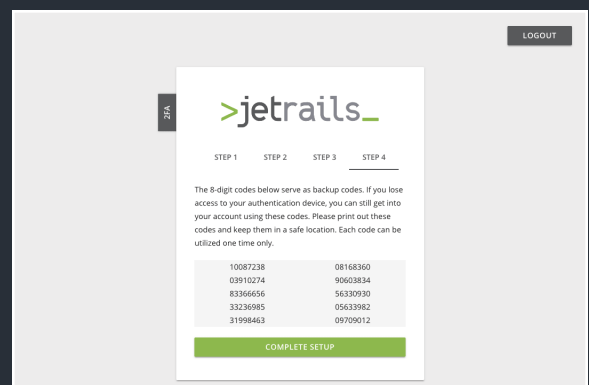 LOGOUT
2FA
>jetrails_
STEP 1 STEP 2 STEP 3 STEP 4
The 8-digit codes below serve as backup codes. If you lose
access to your authentication device, you can still get into
your account using these codes. Please print out these
codes and keep them in a safe location. Each code can be
utilized one time only.
10087238 08168360
03910274 90603834
83366656 56330930
33236985 05633982
31998463 09709012
COMPLETE SETUP